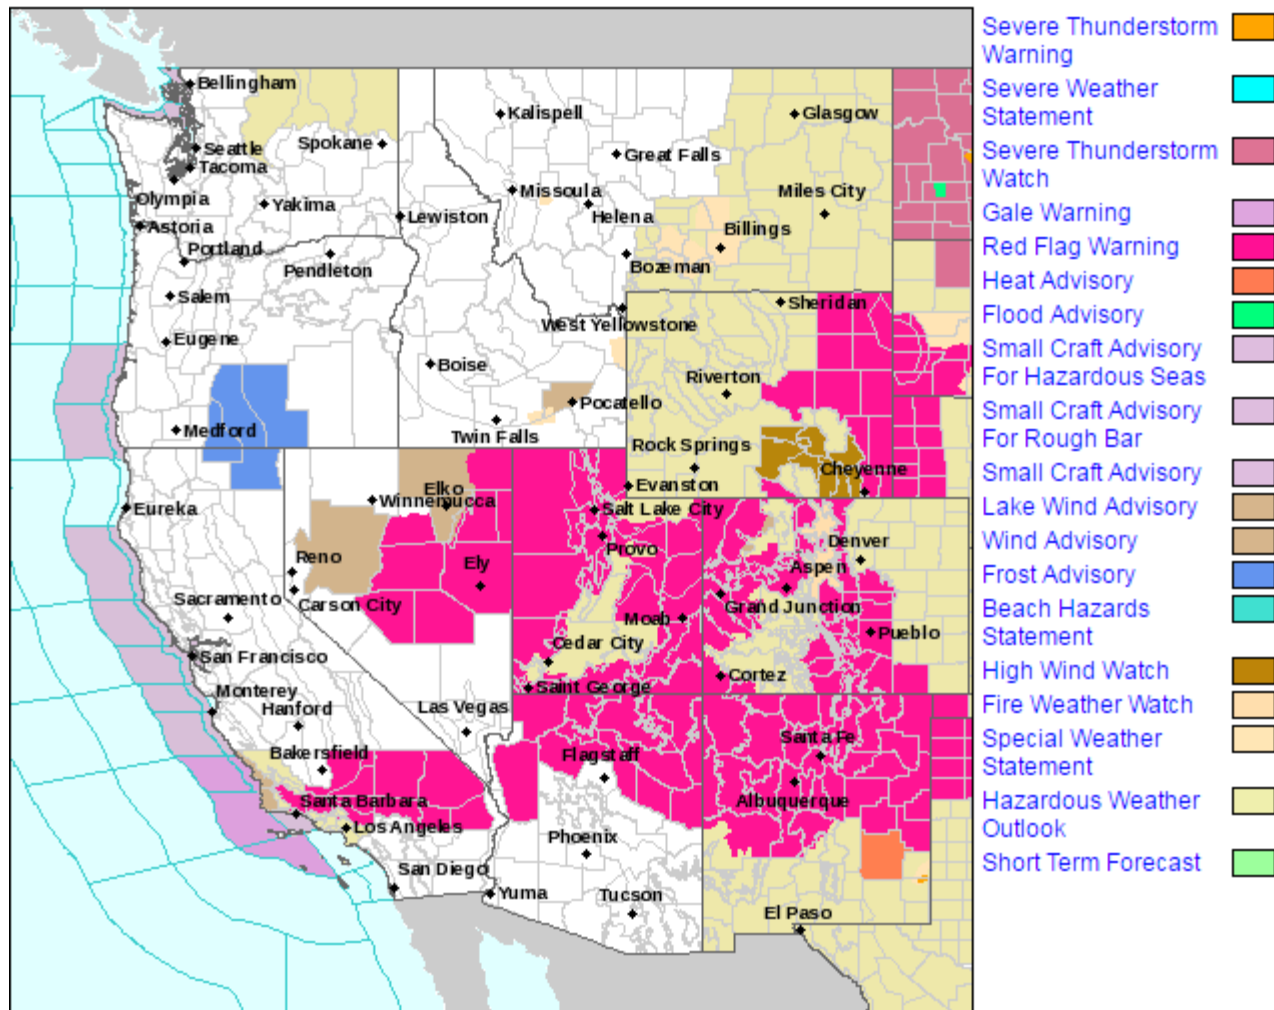 Bellingham
Kalispell
Glasgow
Spokane
Seattle
Great Falls
Tacoma
Missoula
Miles City
Olympia
Yakima
Lewiston
Helena
Astoria
Billings
Portland
Pendleton
Bozeman
Salem
Sheridan
West Yellowstone
Eugene
Boise
Riverton
Pocatello
Medford
Twin Falls
Rock Springs
Cheyenne
Evanston
Elko
Winnemucca
Eureka
Salt Lake City
Provo
Denver
Reno
Ely
Aspen
Sacramento
Carson City
Grand Junction
Moab
Pueblo
Cedar City
San Francisco
Cortez
Saint George
Monterey
Hanford
Las Vegas
Santa Fe
Bakersfield
Flagstaff
Santa Barbara
Albuquerque
Los Angeles
Phoenix
San Diego
Yuma
Tucson
El Paso
Severe Thunderstorm
Warning
Severe Weather
Statement
Severe Thunderstorm
Watch
Gale Warning
Red Flag Warning
Heat Advisory
Flood Advisory
Small Craft Advisory
For Hazardous Seas
Small Craft Advisory
For Rough Bar
Small Craft Advisory
Lake Wind Advisory
Wind Advisory
Frost Advisory
Beach Hazards
Statement
High Wind Watch
Fire Weather Watch
Special Weather
Statement
Hazardous Weather
Outlook
Short Term Forecast